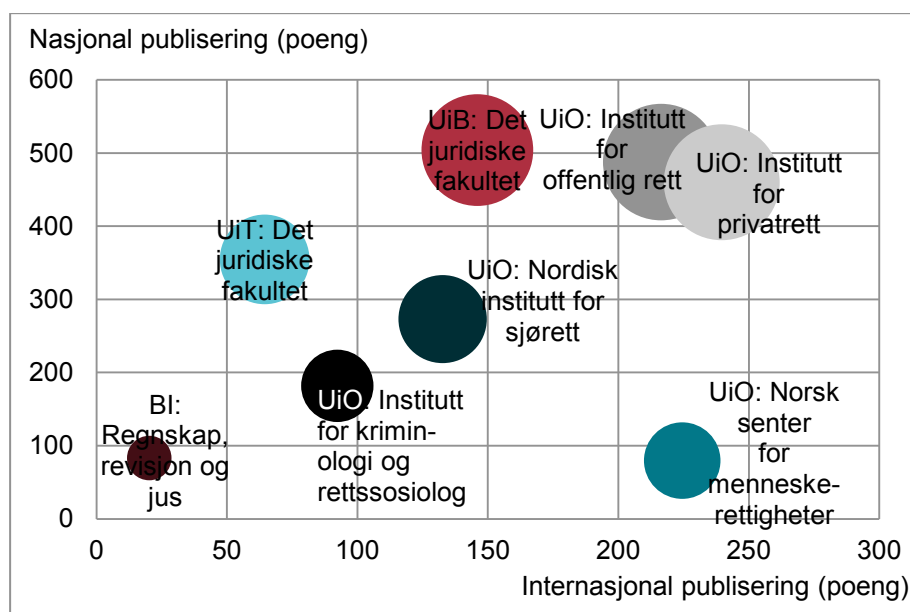 Nasjonal publisering (poeng)
600
500
400
300
200
100
0
UiB: Det
juridiske
fakultet
UiO: Institutt
for
offentlig rett
UiO: Institutt
for
privatrett
UiT: Det
juridiske
fakultet
UiO: Nordisk
institutt for
sjørett
UiO: Institutt
for krimin-
ologi og
rettssosiolog
BI:
Regnskap,
revisjon og
jus
UiO: Norsk
senter
for
menneske-
rettigheter
0 50 100 150 200 250 300
Internasjonal publisering (poeng)